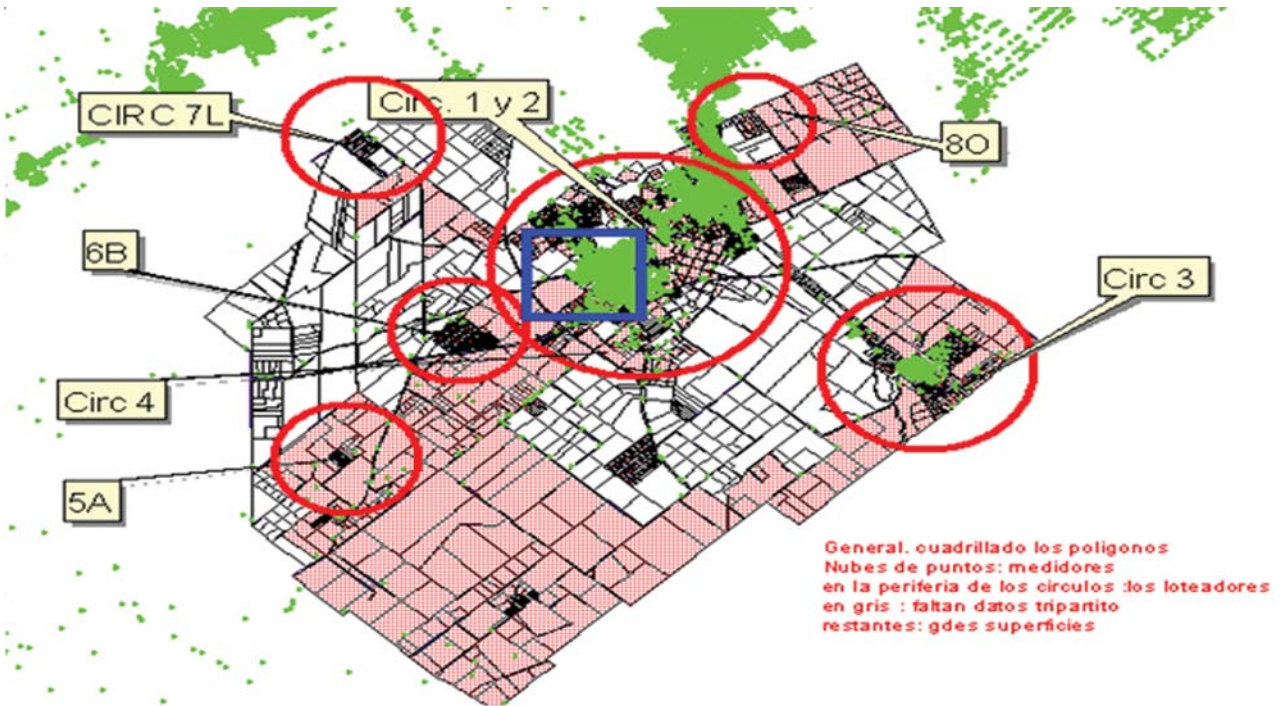 CIRC 7L
Circ. 1 y 2
8O
6B
Circ 3
Circ 4
5A
General. cuadrillado los poligonos
Nubes de puntos: medidores
en la periferia de los circulos :los loteadores
en gris : faltan datos tripartito
restantes: gdes superficies